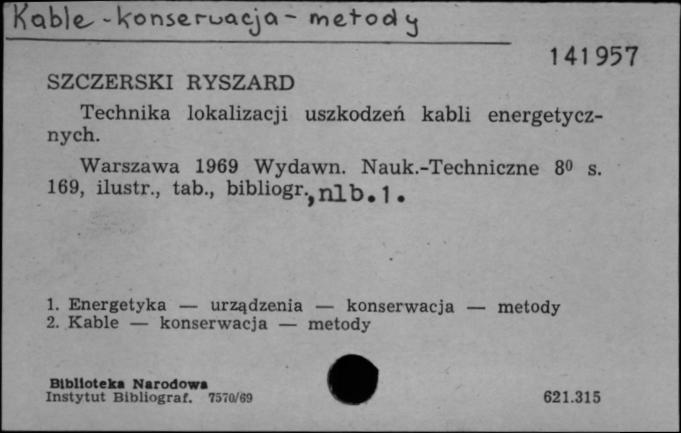 Kable - konserwacja - metody
141957
SZCZERSKI RYSZARD
Technika lokalizacji uszkodzeń kabli energetycz-
nych.
Warszawa 1969 Wydawn. Nauk.-Techniczne 8⁰ s.
169, ilustr., tab., bibliogr., nlb. 1.
1. Energetyka — urządzenia — konserwacja — metody
2. Kable — konserwacja — metody
Biblioteka Narodowa
Instytut Bibliograf. 7570/69
621.315